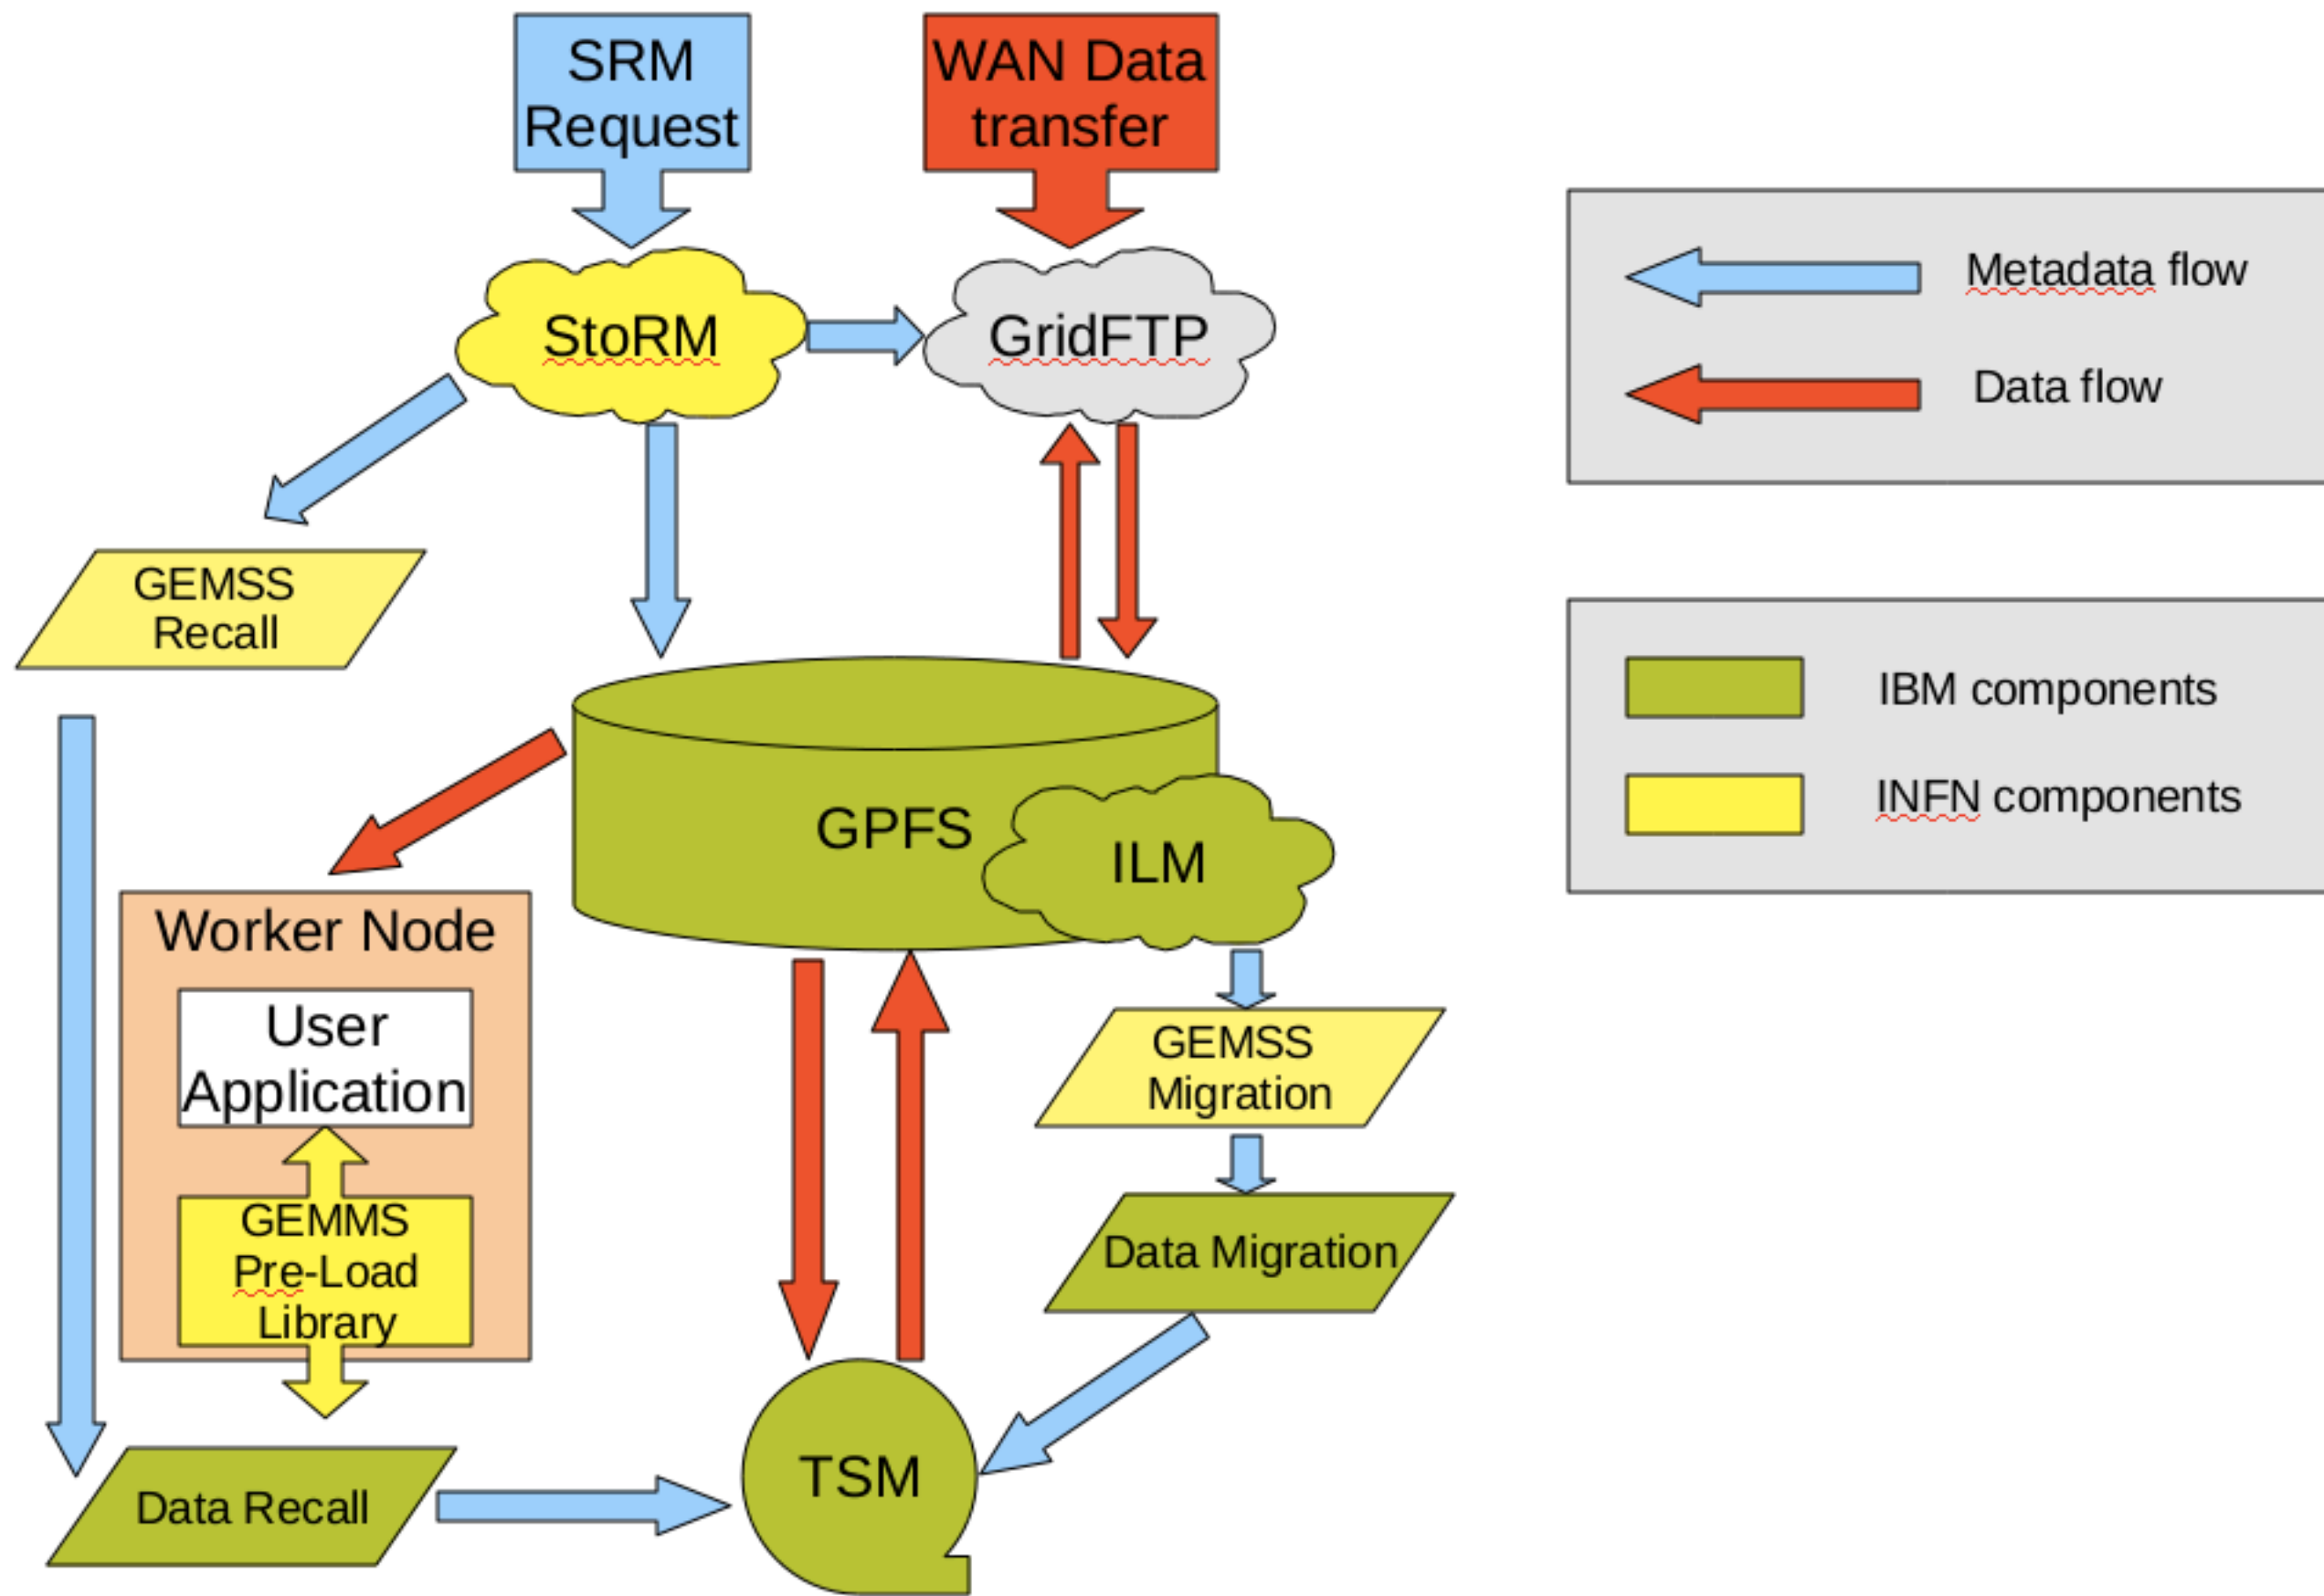 SRM
Request
WAN Data
transfer
StoRM
GridFTP
Metadata flow
Data flow
GEMSS
Recall
IBM components
INFN components
GPFS
ILM
Worker Node
User
Application
GEMMS
Pre-Load
Library
GEMSS
Migration
Data Migration
TSM
Data Recall